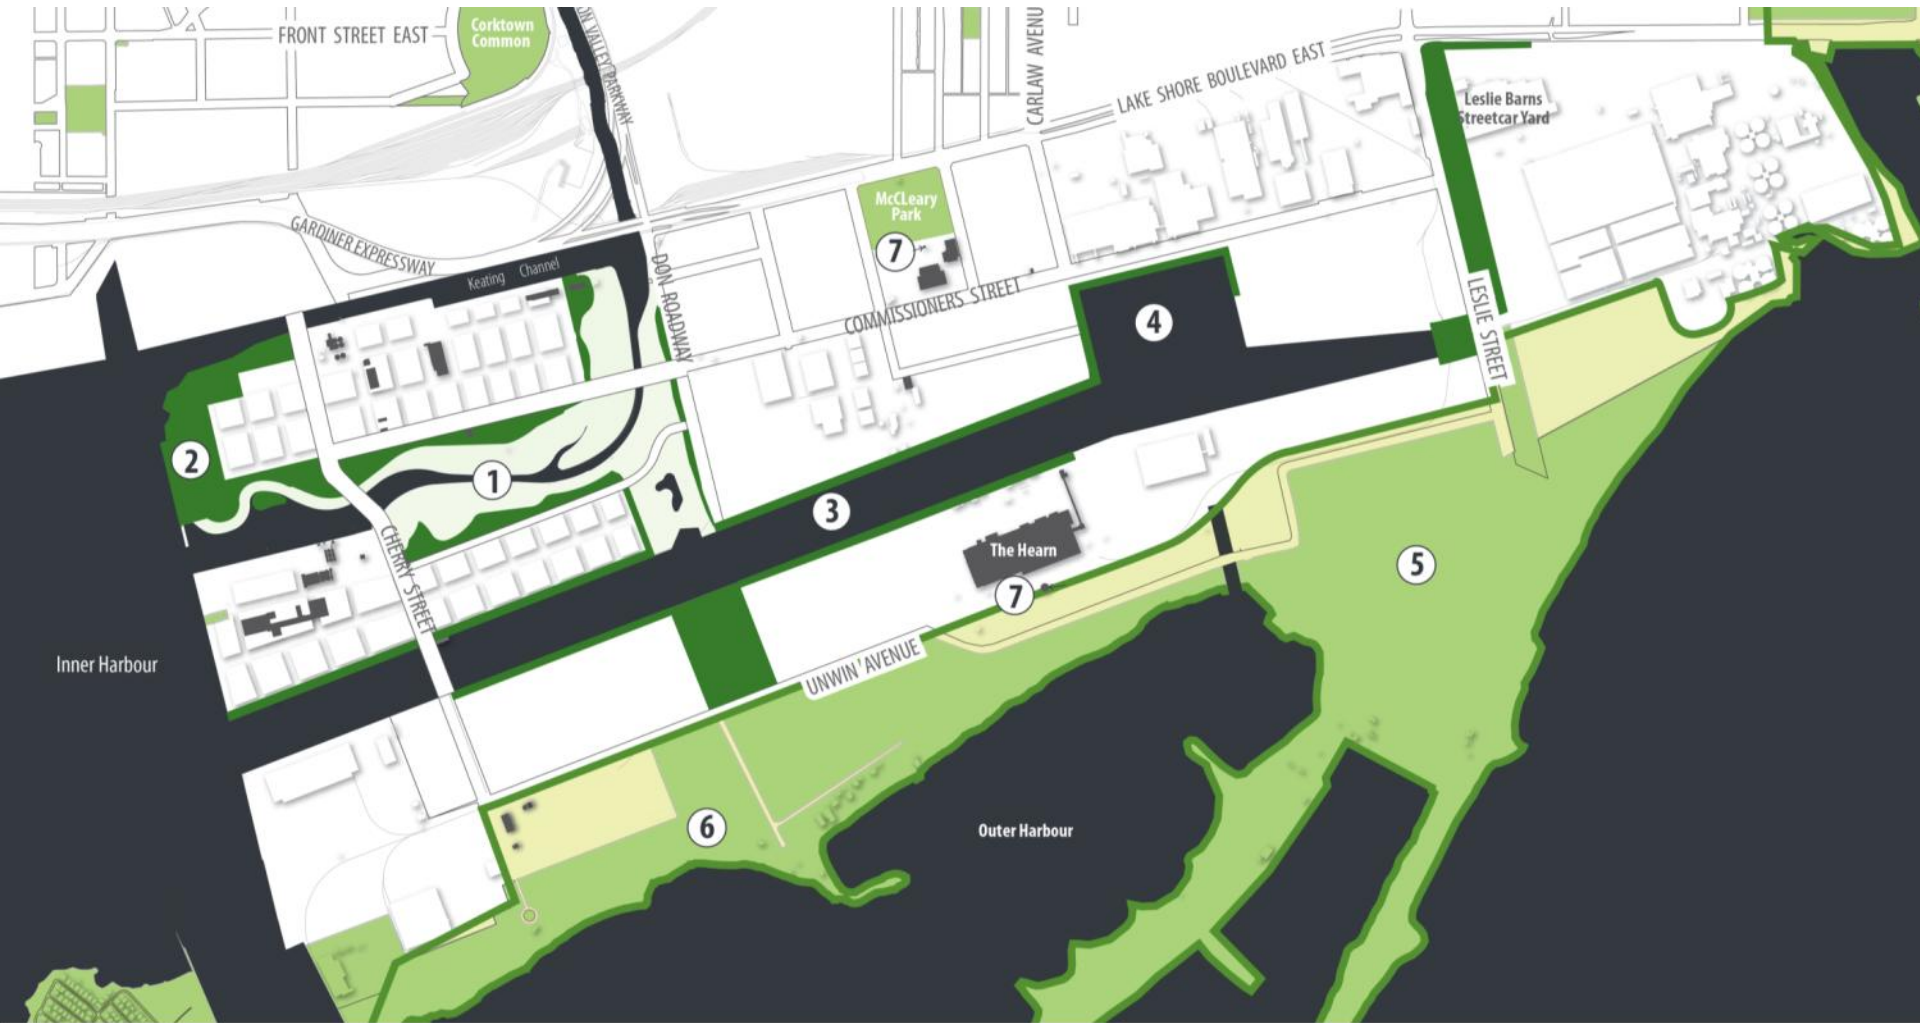 FRONT STREET EAST
Corktown
Common
DON VALLEY PARKWAY
CARLAW AVENU
LAKE SHORE BOULEVARD EAST
Leslie Barns
Streetcar Yard
McCLeary
Park
7
GARDINER EXPRESSWAY
Keating Channel
DON ROADWAY
COMMISSIONERS STREET
4
LESLIE STREET
2
1
3
CHERRY STREET
The Hearn
7
5
Inner Harbour
UNWIN AVENUE
6
Outer Harbour